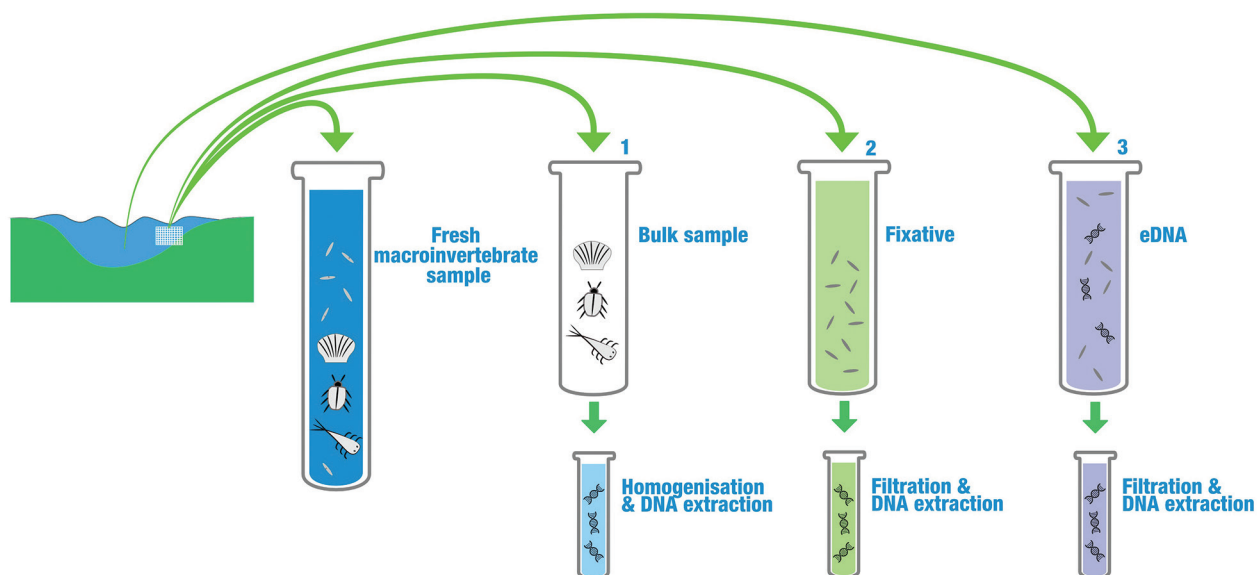 1
2
3
Fresh
macroinvertebrate
sample
Bulk sample
Fixative
eDNA
Homogenisation
& DNA extraction
Filtration &
DNA extraction
Filtration &
DNA extraction